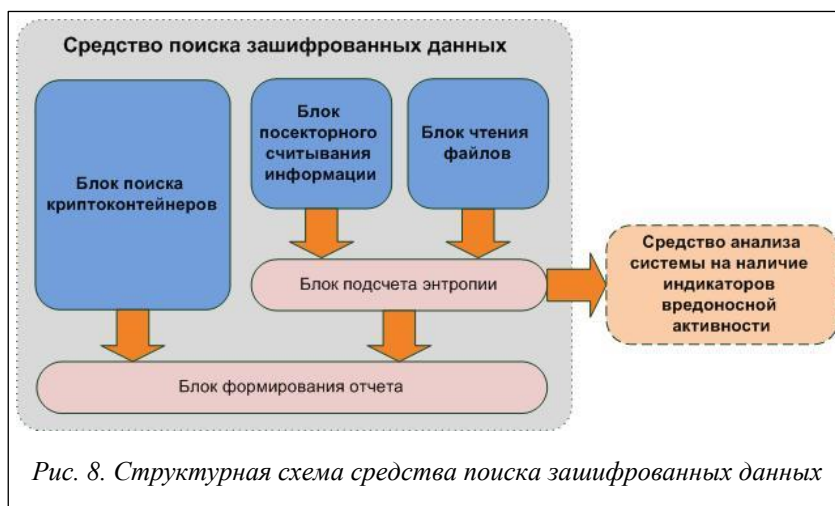 Средство поиска зашифрованных данных
Блок поиска
криптоконтейнеров
Блок
посекторного
считывания
информации
Блок чтения
файлов
Блок подсчета энтропии
Средство анализа
системы на наличие
индикаторов
вредоносной
активности
Блок формирования отчета
Рис. 8. Структурная схема средства поиска зашифрованных данных